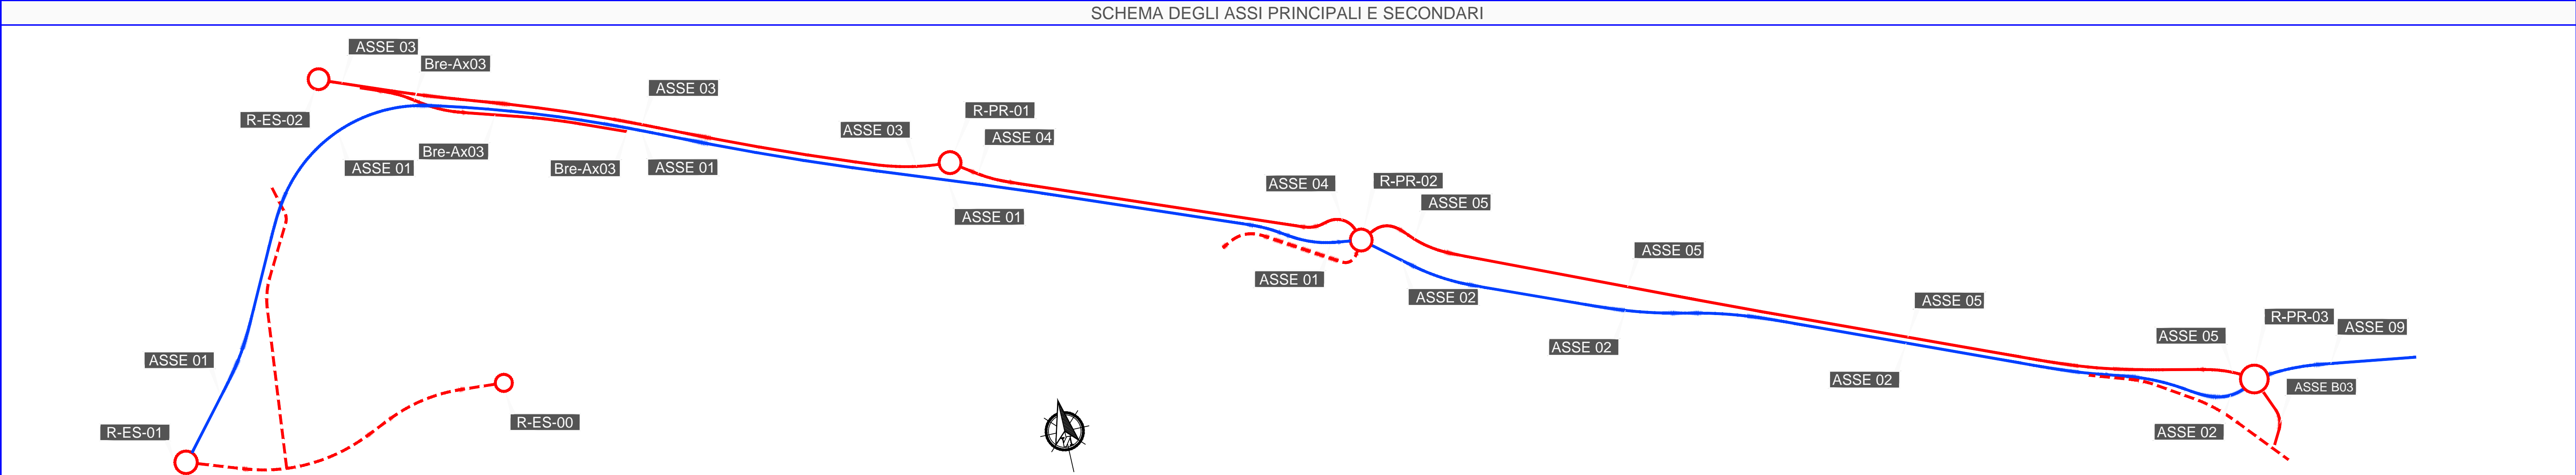 SCHEMA DEGLI ASSI PRINCIPALI E SECONDARI
ASSE 03
Bre-Ax03
ASSE 03
R-ES-02
R-PR-01
ASSE 03
ASSE 04
Bre-Ax03
ASSE 01
Bre-Ax03
ASSE 01
ASSE 04
R-PR-02
ASSE 05
ASSE 01
ASSE 05
ASSE 01
ASSE 02
ASSE 05
R-PR-03
ASSE 09
ASSE 05
ASSE 02
ASSE 01
ASSE 02
ASSE B03
R-ES-00
R-ES-01
ASSE 02